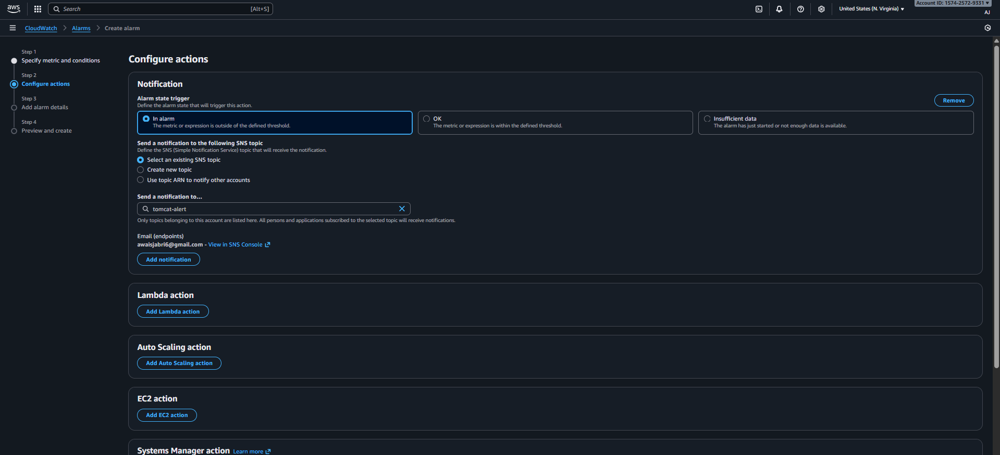 aws
Search [Alt+S]
United States (N. Virginia)
Account ID: 1574-2572-9331
AJ
CloudWatch
Alarms
Create alarm
Step 1
Specify metric and conditions
Step 2
Configure actions
Step 3
Add alarm details
Step 4
Preview and create
Configure actions
Notification
Alarm state trigger
Define the alarm state that will trigger this action.
Remove
In alarm
The metric or expression is outside of the defined threshold.
OK
The metric or expression is within the defined threshold.
Insufficient data
The alarm has just started or not enough data is available.
Send a notification to the following SNS topic
Define the SNS (Simple Notification Service) topic that will receive the notification.
Select an existing SNS topic
Create new topic
Use topic ARN to notify other accounts
Send a notification to...
tomcat-alert
Only topics belonging to this account are listed here. All persons and applications subscribed to the selected topic will receive notifications.
Email (endpoints)
awaisjabri6@gmail.com - View in SNS Console
Add notification
Lambda action
Add Lambda action
Auto Scaling action
Add Auto Scaling action
EC2 action
Add EC2 action
Systems Manager action Learn more